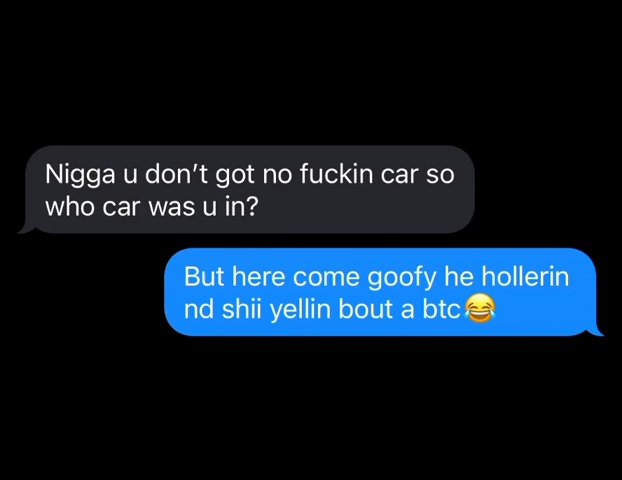 Nigga u don’t got no fuckin car so
who car was u in?
But here come goofy he hollerin
nd shii yellin bout a btc😂